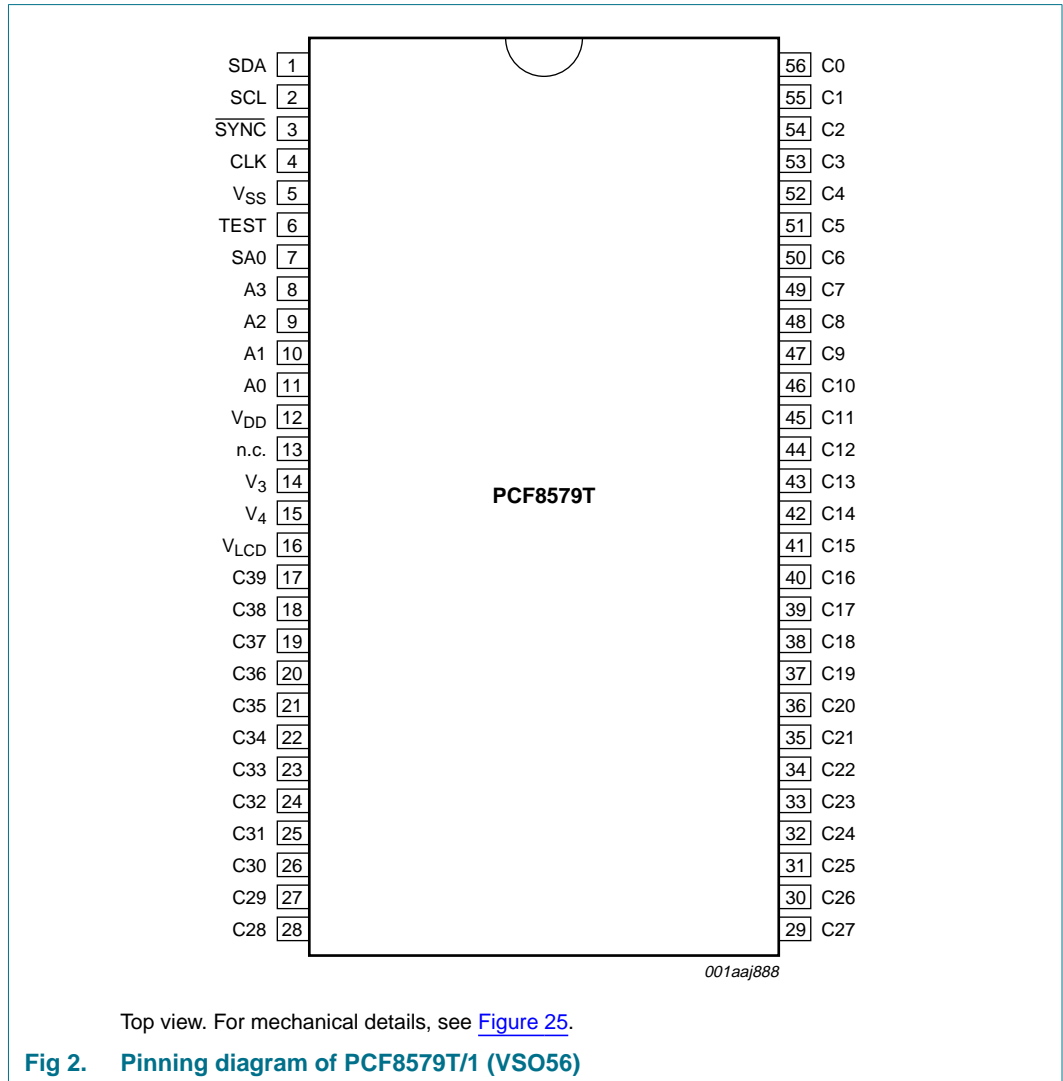 SDA 1 56 C0
SCL 2 55 C1
SYNC 3 54 C2
CLK 4 53 C3
VSS 5 52 C4
TEST 6 51 C5
SA0 7 50 C6
A3 8 49 C7
A2 9 48 C8
A1 10 47 C9
A0 11 46 C10
VDD 12 45 C11
n.c. 13 44 C12
V3 14 43 C13
PCF8579T
V4 15 42 C14
VLCD 16 41 C15
C39 17 40 C16
C38 18 39 C17
C37 19 38 C18
C36 20 37 C19
C35 21 36 C20
C34 22 35 C21
C33 23 34 C22
C32 24 33 C23
C31 25 32 C24
C30 26 31 C25
C29 27 30 C26
C28 28 29 C27
001aaj888
Top view. For mechanical details, see Figure 25.
Fig 2. Pinning diagram of PCF8579T/1 (VSO56)